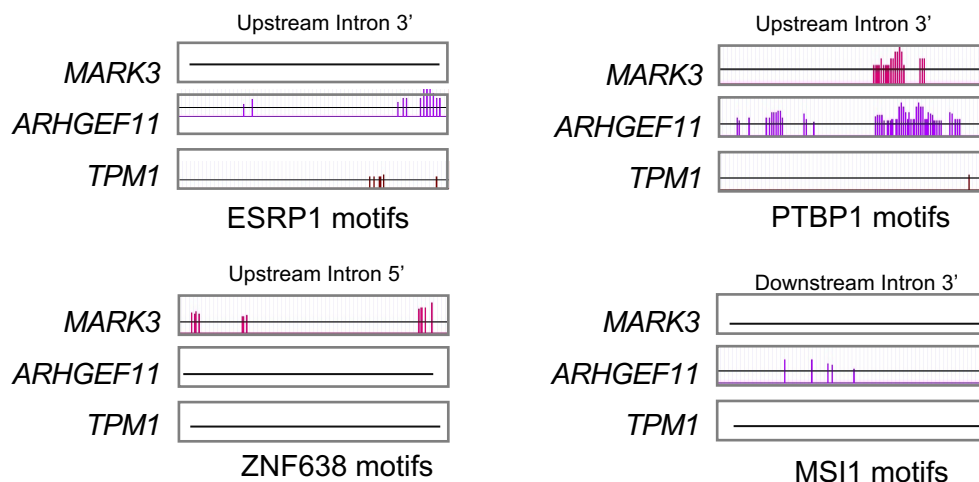 Upstream Intron 3’
MARK3
ARHGEF11
TPM1
ESRP1 motifs
Upstream Intron 3’
MARK3
ARHGEF11
TPM1
PTBP1 motifs
Upstream Intron 5’
MARK3
ARHGEF11
TPM1
ZNF638 motifs
Downstream Intron 3’
MARK3
ARHGEF11
TPM1
MSI1 motifs